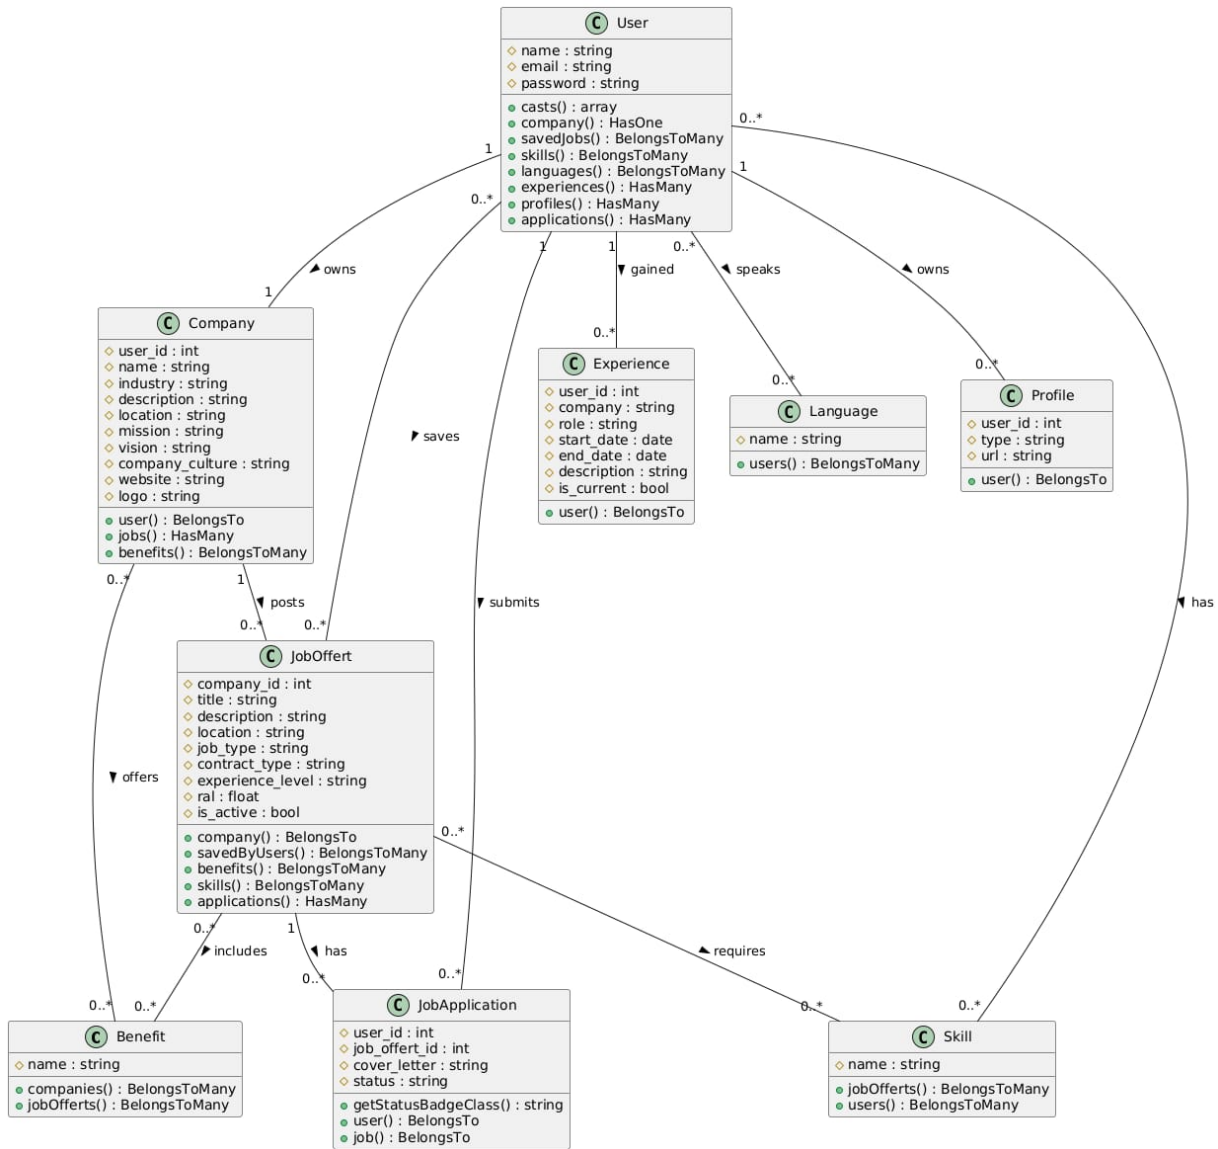 C User
name : string
email : string
password : string
casts() : array
company() : HasOne
savedJobs() : BelongsToMany
skills() : BelongsToMany
languages() : BelongsToMany
experiences() : HasMany
profiles() : HasMany
applications() : HasMany
1
0..*
1
1
0..*
0..*
1
owns
gained
speaks
owns
1
0..*
0..*
0..*
C Company
user_id : int
name : string
industry : string
description : string
location : string
mission : string
vision : string
company_culture : string
website : string
logo : string
user() : BelongsTo
jobs() : HasMany
benefits() : BelongsToMany
C Experience
user_id : int
company : string
role : string
start_date : date
end_date : date
description : string
is_current : bool
user() : BelongsTo
C Language
name : string
users() : BelongsToMany
C Profile
user_id : int
type : string
url : string
user() : BelongsTo
saves
0..*
1
posts
submits
has
0..*
0..*
C JobOffert
company_id : int
title : string
description : string
location : string
job_type : string
contract_type : string
experience_level : string
ral : float
is_active : bool
company() : BelongsTo
savedByUsers() : BelongsToMany
benefits() : BelongsToMany
skills() : BelongsToMany
applications() : HasMany
offers
0..*
0..*
1
includes
has
requires
0..*
0..*
0..*
0..*
0..*
0..*
C Benefit
name : string
companies() : BelongsToMany
jobOfferts() : BelongsToMany
C JobApplication
user_id : int
job_offert_id : int
cover_letter : string
status : string
getStatusBadgeClass() : string
user() : BelongsTo
job() : BelongsTo
C Skill
name : string
jobOfferts() : BelongsToMany
users() : BelongsToMany